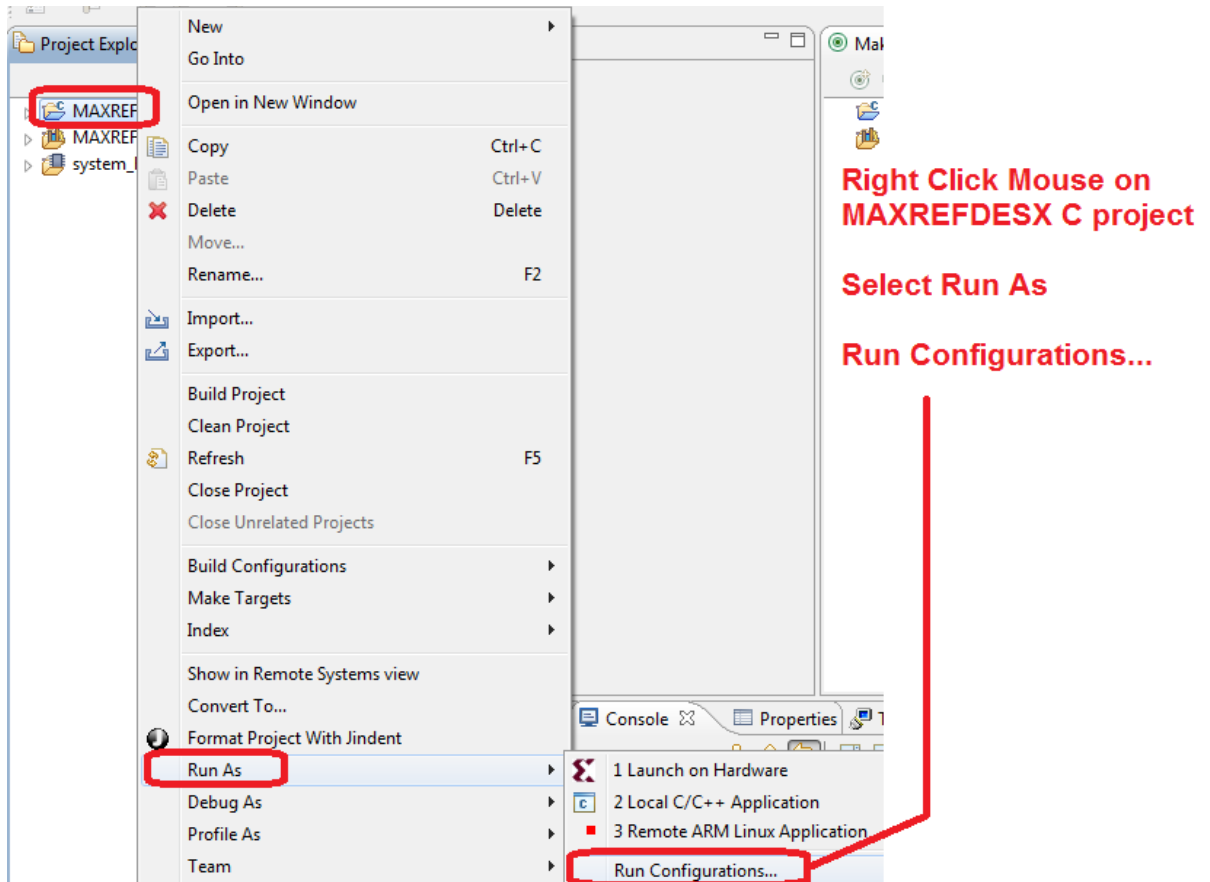 Project Explo
MAXREF
MAXREF
system_
New
Go Into
Open in New Window
Copy Ctrl+C
Paste Ctrl+V
Delete Delete
Move...
Rename... F2
Import...
Export...
Build Project
Clean Project
Refresh F5
Close Project
Close Unrelated Projects
Build Configurations
Make Targets
Index
Show in Remote Systems view
Convert To...
Format Project With Jindent
Run As
Debug As
Profile As
Team
1 Launch on Hardware
2 Local C/C++ Application
3 Remote ARM Linux Application
Run Configurations...
Console Properties T
Mak
Right Click Mouse on
MAXREFDESX C project
Select Run As
Run Configurations...